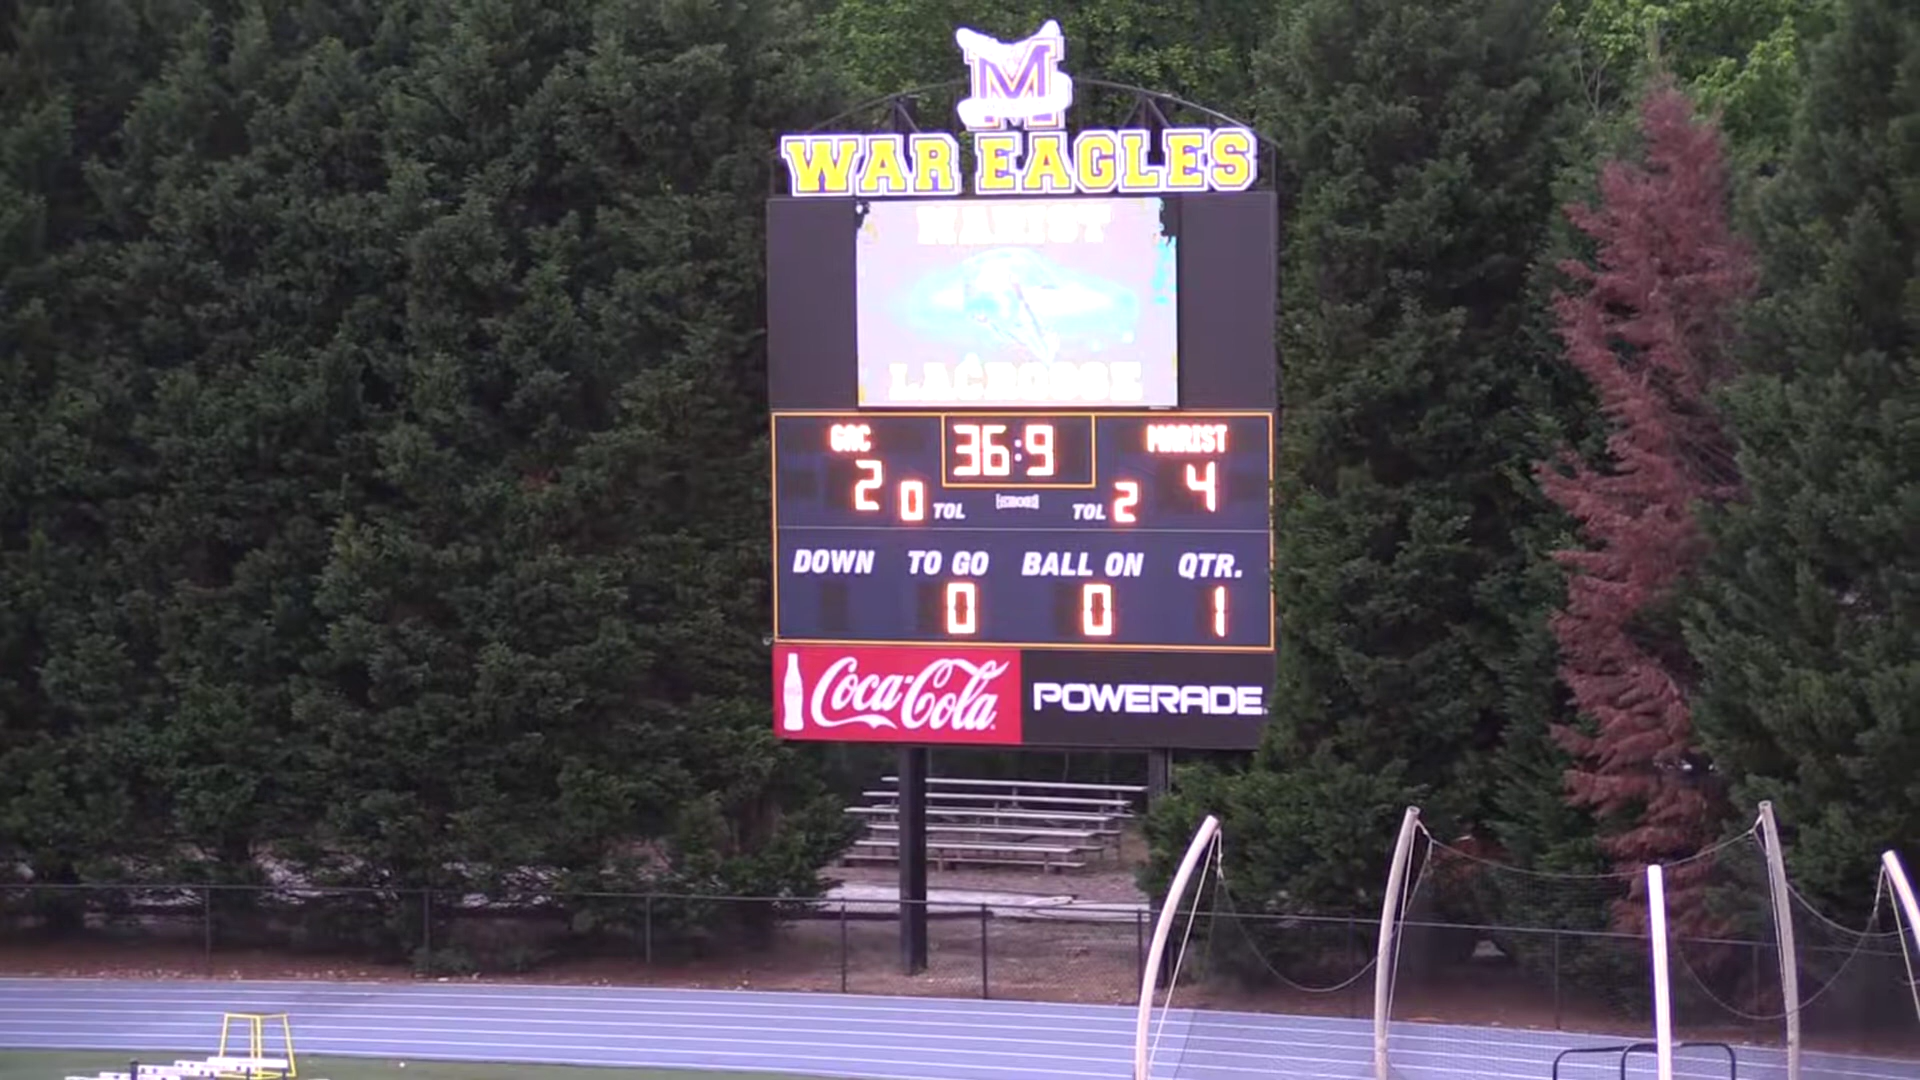 M
WAR EAGLES
MARIST
LACROSSE
GAC 36:9 MARIST
2 0 TOL TOL 2 4
DOWN TO GO BALL ON QTR.
0 0 1
Coca-Cola POWERADE